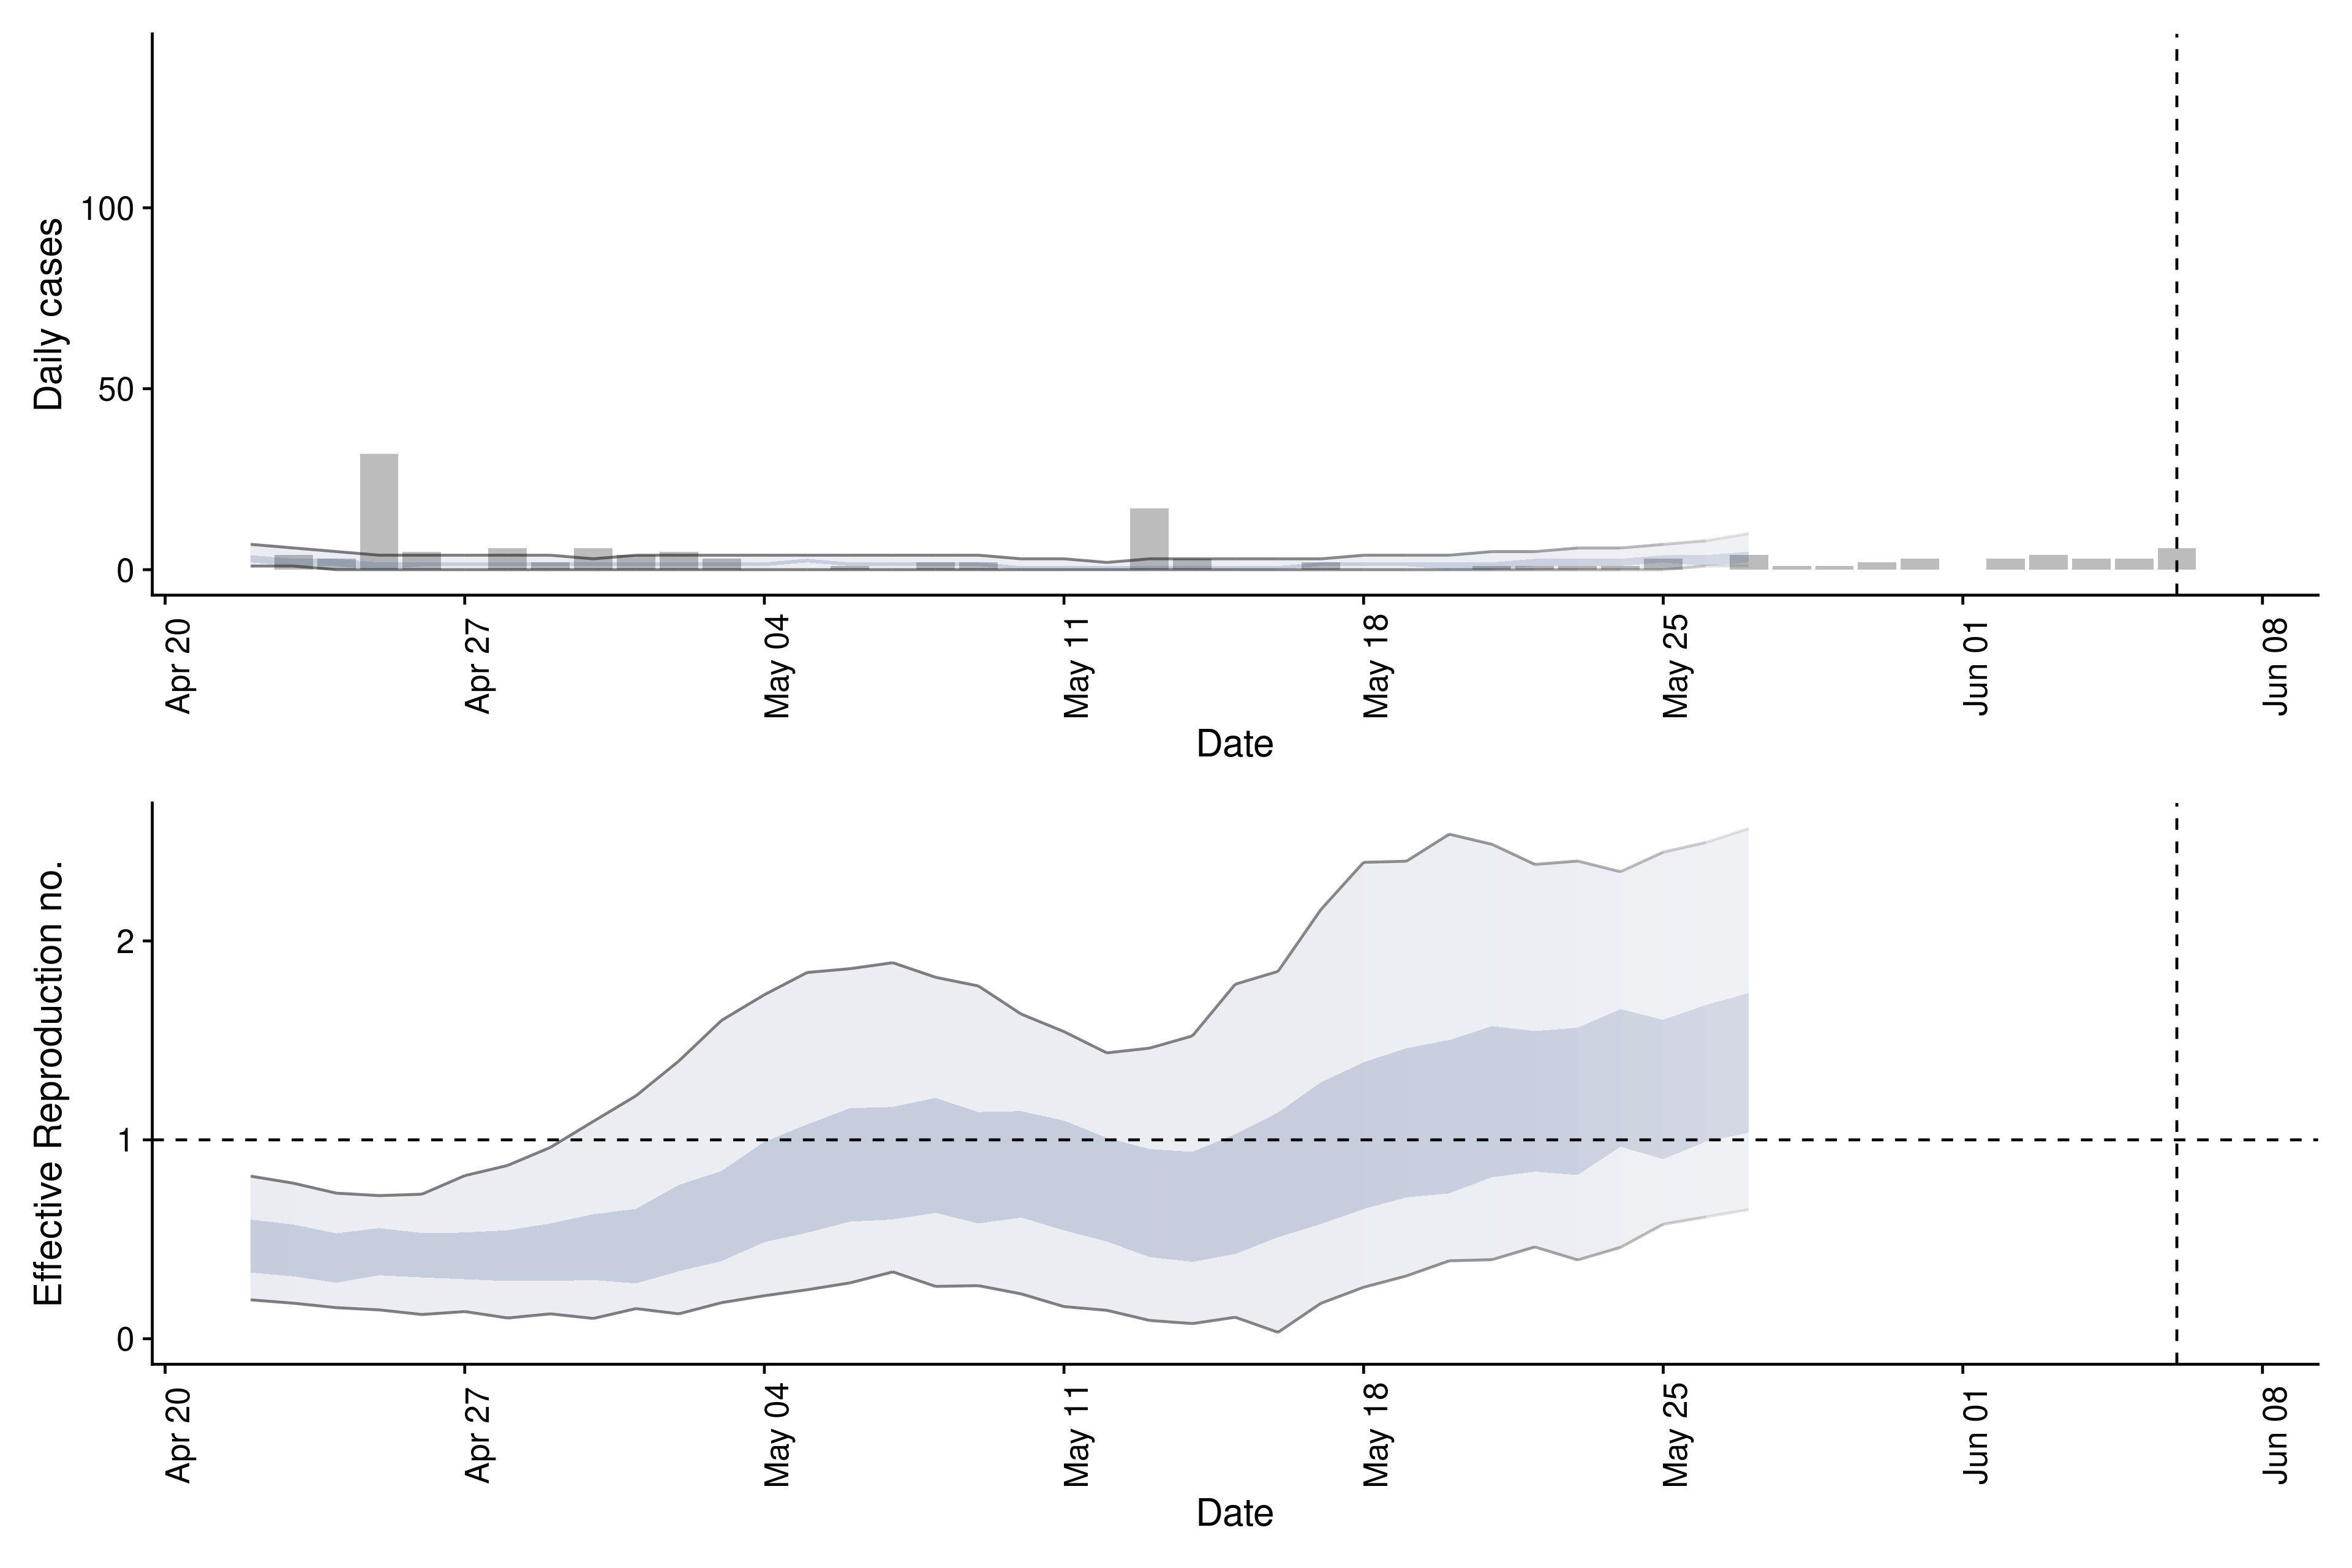 Daily cases
100
50
0
Apr 20
Apr 27
May 04
May 11
May 18
May 25
Jun 01
Jun 08
Date
Effective Reproduction no.
2
1
0
Apr 20
Apr 27
May 04
May 11
May 18
May 25
Jun 01
Jun 08
Date